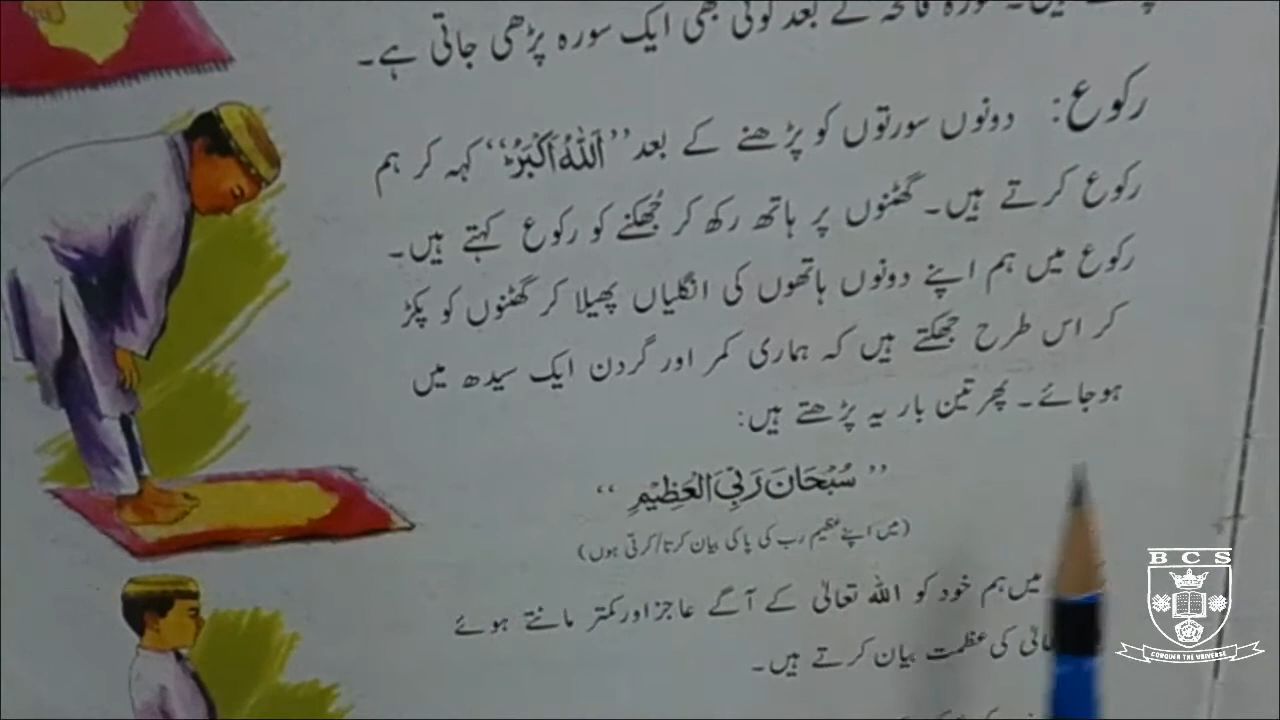 کے بعد کوئی بھی ایک سورہ پڑھی جاتی ہے۔
رکوع: دونوں سورتوں کو پڑھنے کے بعد ”اَللهُ اَکْبَرُ“ کہہ کر ہم
رکوع کرتے ہیں۔ گھٹنوں پر ہاتھ رکھ کر جُھکنے کو رکوع کہتے ہیں۔
رکوع میں ہم اپنے دونوں ہاتھوں کی انگلیاں پھیلا کر گھٹنوں کو پکڑ
کر اس طرح جھکتے ہیں کہ ہماری کمر اور گردن ایک سیدھ میں
ہوجائے۔ پھر تین بار یہ پڑھتے ہیں:
”سُبْحَانَ رَبِّیَ الْعَظِیْمِ“
(میں اپنے عظیم رب کی پاکی بیان کرتا/کرتی ہوں)
میں ہم خود کو اللہ تعالیٰ کے آگے عاجز اور کمتر مانتے ہوئے
کی عظمت بیان کرتے ہیں۔
BCS
CONQUER THE UNIVERSE